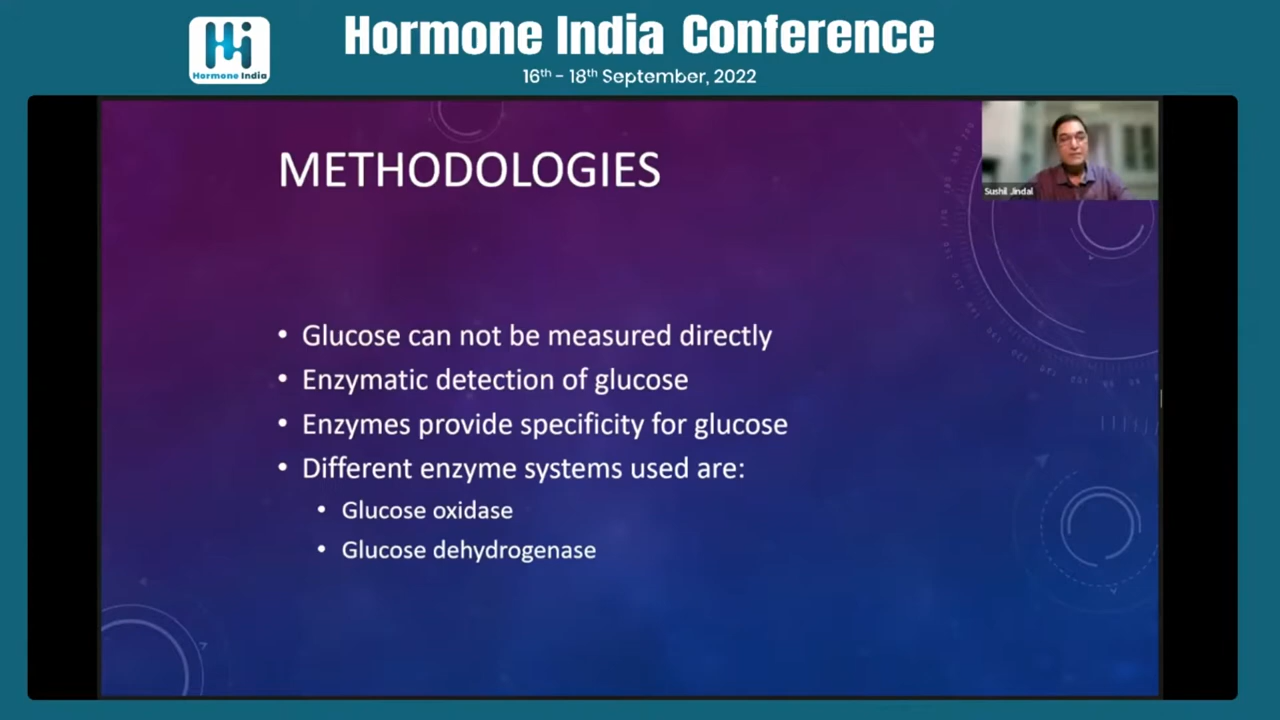 Hormone India Conference
Hi
Hormone India
16th – 18th September, 2022
METHODOLOGIES
Sushil Jindal
• Glucose can not be measured directly
• Enzymatic detection of glucose
• Enzymes provide specificity for glucose
• Different enzyme systems used are:
• Glucose oxidase
• Glucose dehydrogenase